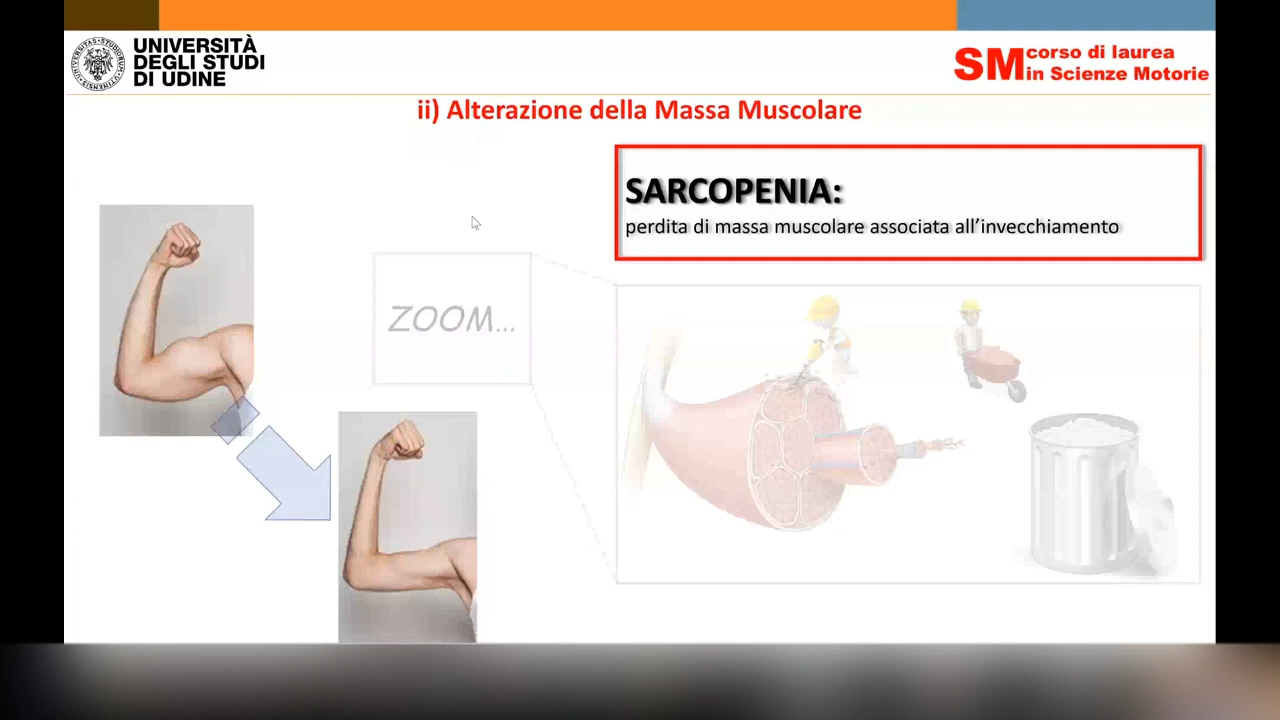 UNIVERSITÀ
DEGLI STUDI
DI UDINE
SM corso di laurea
in Scienze Motorie
ii) Alterazione della Massa Muscolare
SARCOPENIA:
perdita di massa muscolare associata all’invecchiamento
ZOOM...